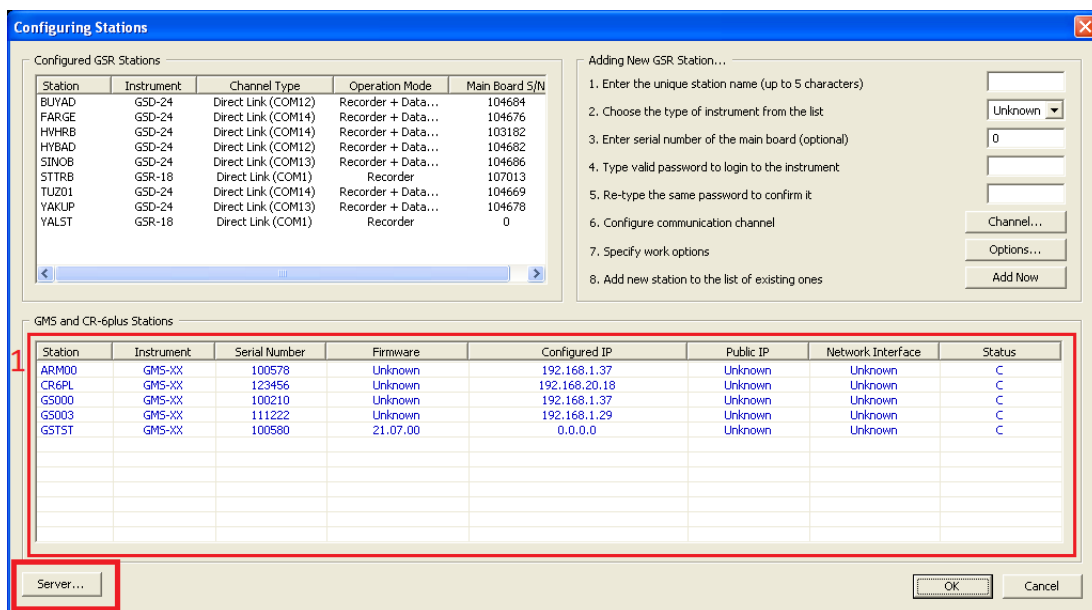 Configuring Stations
Configured GSR Stations
Station Instrument Channel Type Operation Mode Main Board S/N
BUYAD GSD-24 Direct Link (COM12) Recorder + Data... 104684
FARGE GSD-24 Direct Link (COM14) Recorder + Data... 104676
HVHRB GSD-24 Direct Link (COM14) Recorder + Data... 103182
HYBAD GSD-24 Direct Link (COM12) Recorder + Data... 104682
SINOB GSD-24 Direct Link (COM13) Recorder + Data... 104686
STTRB GSR-18 Direct Link (COM1) Recorder 107013
TUZ01 GSD-24 Direct Link (COM14) Recorder + Data... 104669
YAKUP GSD-24 Direct Link (COM13) Recorder + Data... 104678
YALST GSR-18 Direct Link (COM1) Recorder 0
Adding New GSR Station...
1. Enter the unique station name (up to 5 characters)
2. Choose the type of instrument from the list Unknown
3. Enter serial number of the main board (optional) 0
4. Type valid password to login to the instrument
5. Re-type the same password to confirm it
6. Configure communication channel Channel...
7. Specify work options Options...
8. Add new station to the list of existing ones Add Now
GMS and CR-6plus Stations
1
Station Instrument Serial Number Firmware Configured IP Public IP Network Interface Status
ARM00 GMS-XX 100578 Unknown 192.168.1.37 Unknown Unknown C
CR6PL GMS-XX 123456 Unknown 192.168.20.18 Unknown Unknown C
GS000 GMS-XX 100210 Unknown 192.168.1.37 Unknown Unknown C
GS003 GMS-XX 111222 Unknown 192.168.1.29 Unknown Unknown C
GSTST GMS-XX 100580 21.07.00 0.0.0.0 Unknown Unknown C
Server... OK Cancel